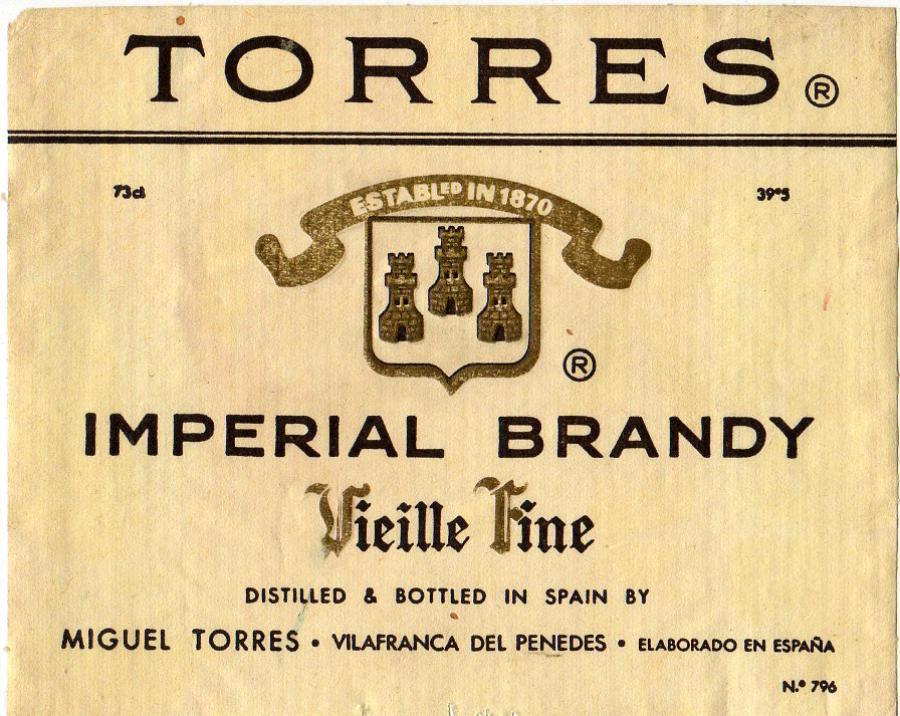 TORRES ®
73cl
39°5
ESTABLED IN 1870
®
IMPERIAL BRANDY
Vieille Fine
DISTILLED & BOTTLED IN SPAIN BY
MIGUEL TORRES • VILAFRANCA DEL PENEDES • ELABORADO EN ESPAÑA
N.º 796